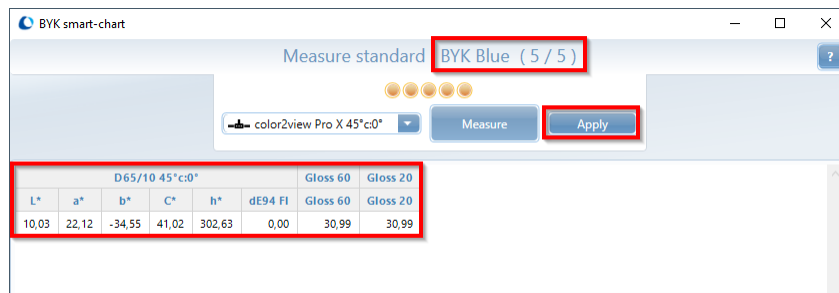 BYK smart-chart
Measure standard BYK Blue ( 5 / 5 )
?
color2view Pro X 45°c:0° Measure Apply
D65/10 45°c:0° Gloss 60 Gloss 20
L* a* b* C* h* dE94 Fl Gloss 60 Gloss 20
10,03 22,12 -34,55 41,02 302,63 0,00 30,99 30,99